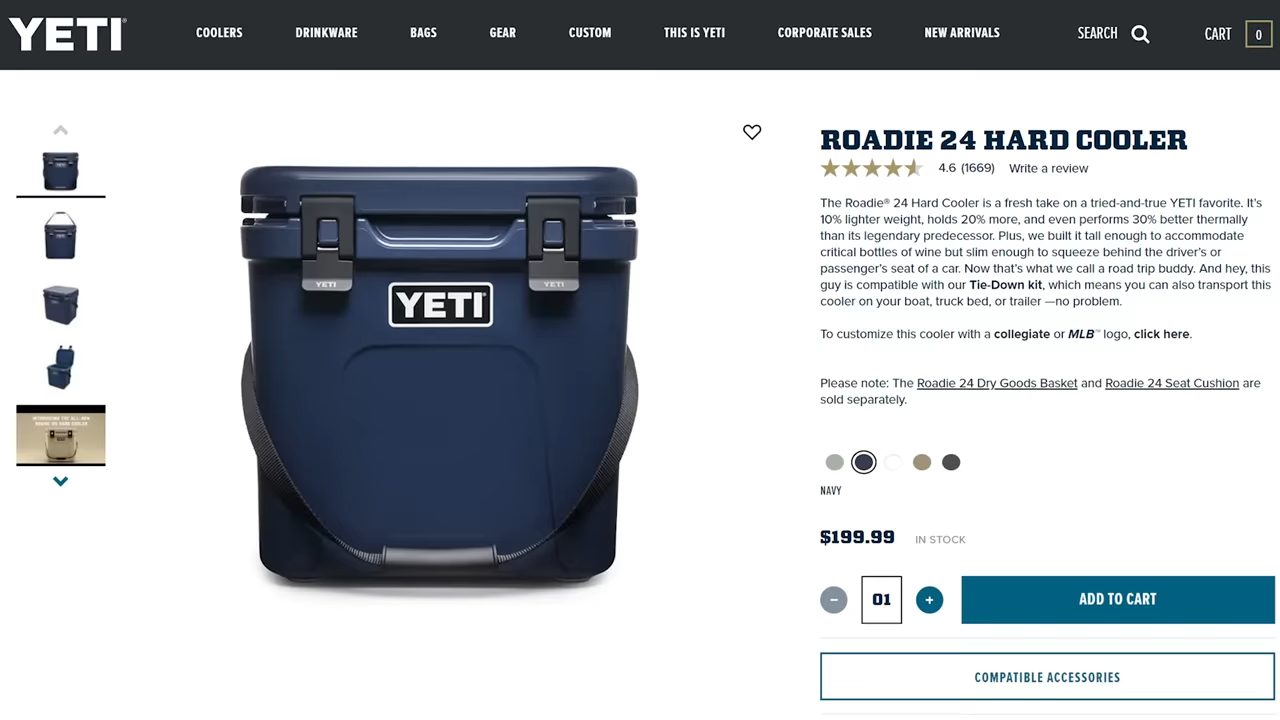 YETI
COOLERS
DRINKWARE
BAGS
GEAR
CUSTOM
THIS IS YETI
CORPORATE SALES
NEW ARRIVALS
SEARCH
CART
0
YETI
YETI
YETI
ROADIE 24 HARD COOLER
4.6 (1669) Write a review
The Roadie® 24 Hard Cooler is a fresh take on a tried-and-true YETI favorite. It's
10% lighter weight, holds 20% more, and even performs 30% better thermally
than its legendary predecessor. Plus, we built it tall enough to accommodate
critical bottles of wine but slim enough to squeeze behind the driver's or
passenger's seat of a car. Now that's what we call a road trip buddy. And hey, this
guy is compatible with our Tie-Down kit, which means you can also transport this
cooler on your boat, truck bed, or trailer —no problem.
To customize this cooler with a collegiate or MLB™ logo, click here.
Please note: The Roadie 24 Dry Goods Basket and Roadie 24 Seat Cushion are
sold separately.
NAVY
$199.99 IN STOCK
− 01 + ADD TO CART
COMPATIBLE ACCESSORIES